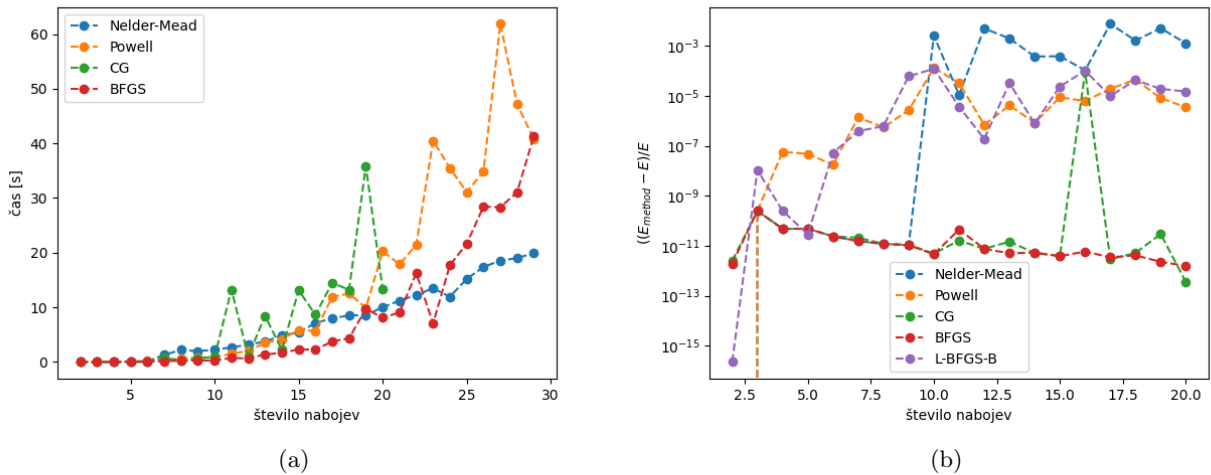 60
50
40
30
20
10
0
čas [s]
Nelder-Mead
Powell
CG
BFGS
5
10
15
20
25
30
število nabojev
(a)
10⁻³
10⁻⁵
10⁻⁷
10⁻⁹
10⁻¹¹
10⁻¹³
10⁻¹⁵
((E_method − E)/E
Nelder-Mead
Powell
CG
BFGS
L-BFGS-B
2.5
5.0
7.5
10.0
12.5
15.0
17.5
20.0
število nabojev
(b)